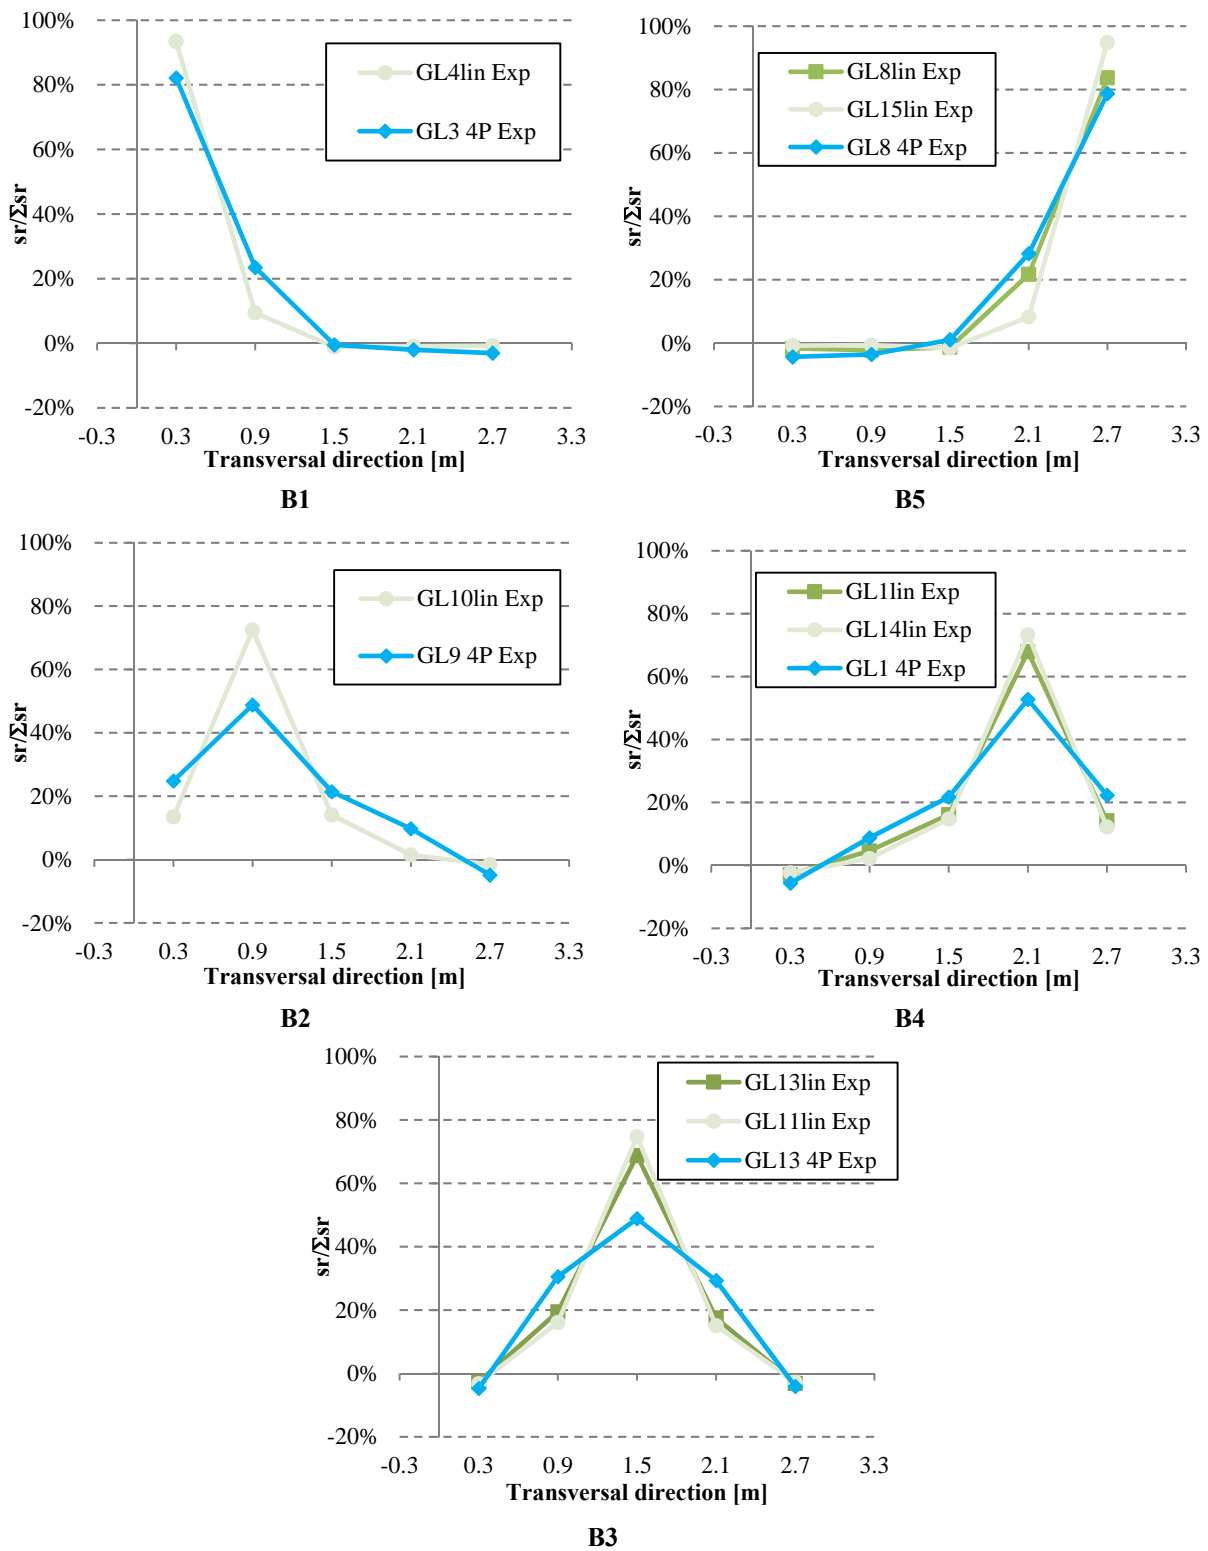 100%
80%
60%
40%
20%
0%
-20%
sr/Σsr
GL4lin Exp
GL3 4P Exp
-0.3 0.3 0.9 1.5 2.1 2.7 3.3
Transversal direction [m]
B1
100%
80%
60%
40%
20%
0%
-20%
sr/Σsr
GL8lin Exp
GL15lin Exp
GL8 4P Exp
-0.3 0.3 0.9 1.5 2.1 2.7 3.3
Transversal direction [m]
B5
100%
80%
60%
40%
20%
0%
-20%
sr/Σsr
GL10lin Exp
GL9 4P Exp
-0.3 0.3 0.9 1.5 2.1 2.7 3.3
Transversal direction [m]
B2
100%
80%
60%
40%
20%
0%
-20%
sr/Σsr
GL1lin Exp
GL14lin Exp
GL1 4P Exp
-0.3 0.3 0.9 1.5 2.1 2.7 3.3
Transversal direction [m]
B4
100%
80%
60%
40%
20%
0%
-20%
sr/Σsr
GL13lin Exp
GL11lin Exp
GL13 4P Exp
-0.3 0.3 0.9 1.5 2.1 2.7 3.3
Transversal direction [m]
B3